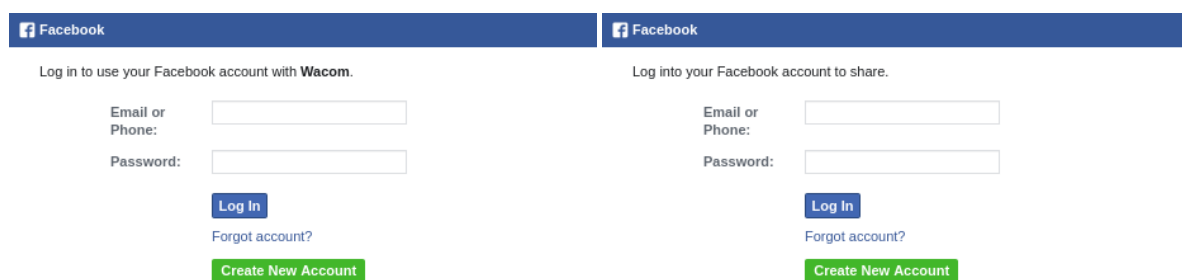 Facebook
Log in to use your Facebook account with Wacom.
Email or
Phone:
Password:
Log In
Forgot account?
Create New Account
Facebook
Log into your Facebook account to share.
Email or
Phone:
Password:
Log In
Forgot account?
Create New Account